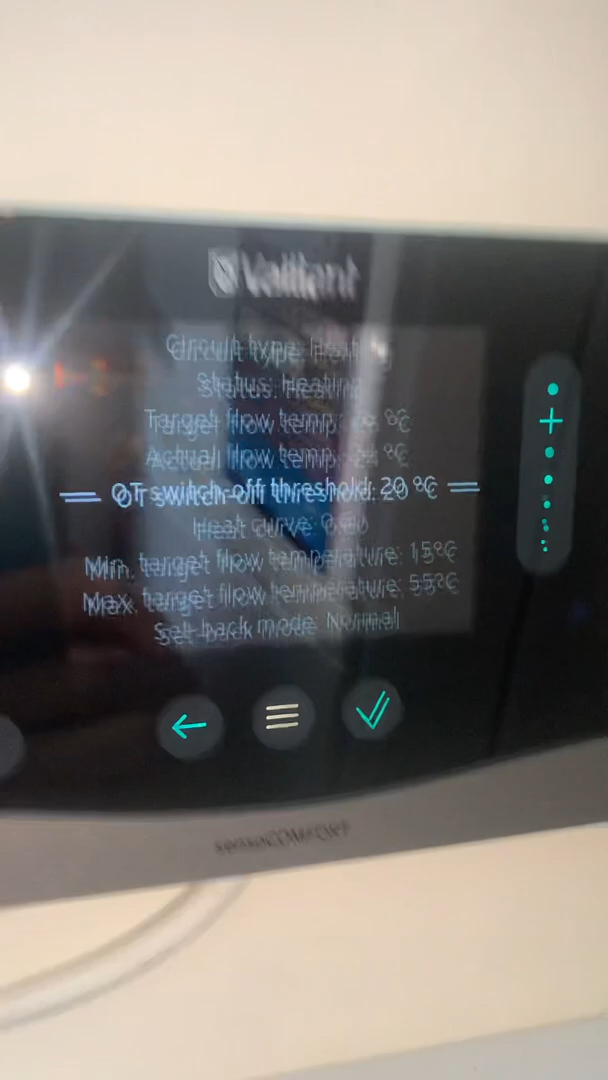 Vaillant
Circuit type: Heating
Status: Heating
Target flow temp.: °C
Actual flow temp.: °C
OT switch-off threshold: 20 °C
Heat curve:
Min. target flow temperature: 15°C
Max. target flow temperature: 55°C
Set-back mode: Normal
sensoCOMFORT